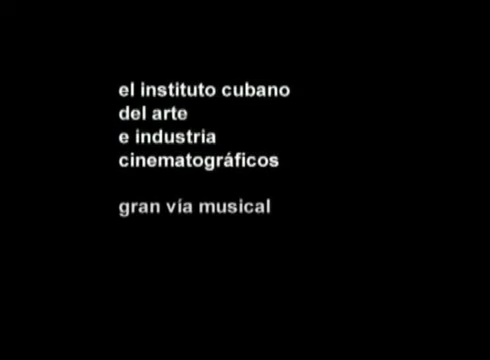 el instituto cubano
del arte
e industria
cinematográficos
gran vía musical